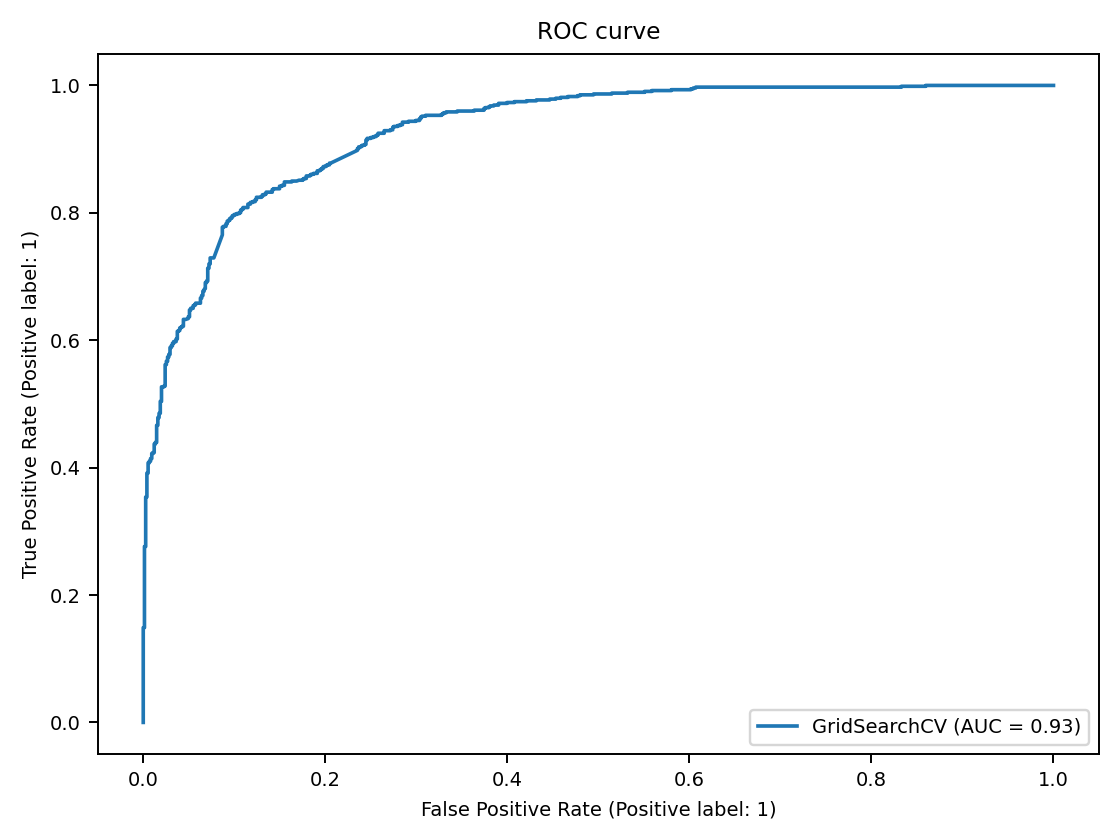 ROC curve
True Positive Rate (Positive label: 1)
1.0
0.8
0.6
0.4
0.2
0.0
GridSearchCV (AUC = 0.93)
0.0 0.2 0.4 0.6 0.8 1.0
False Positive Rate (Positive label: 1)